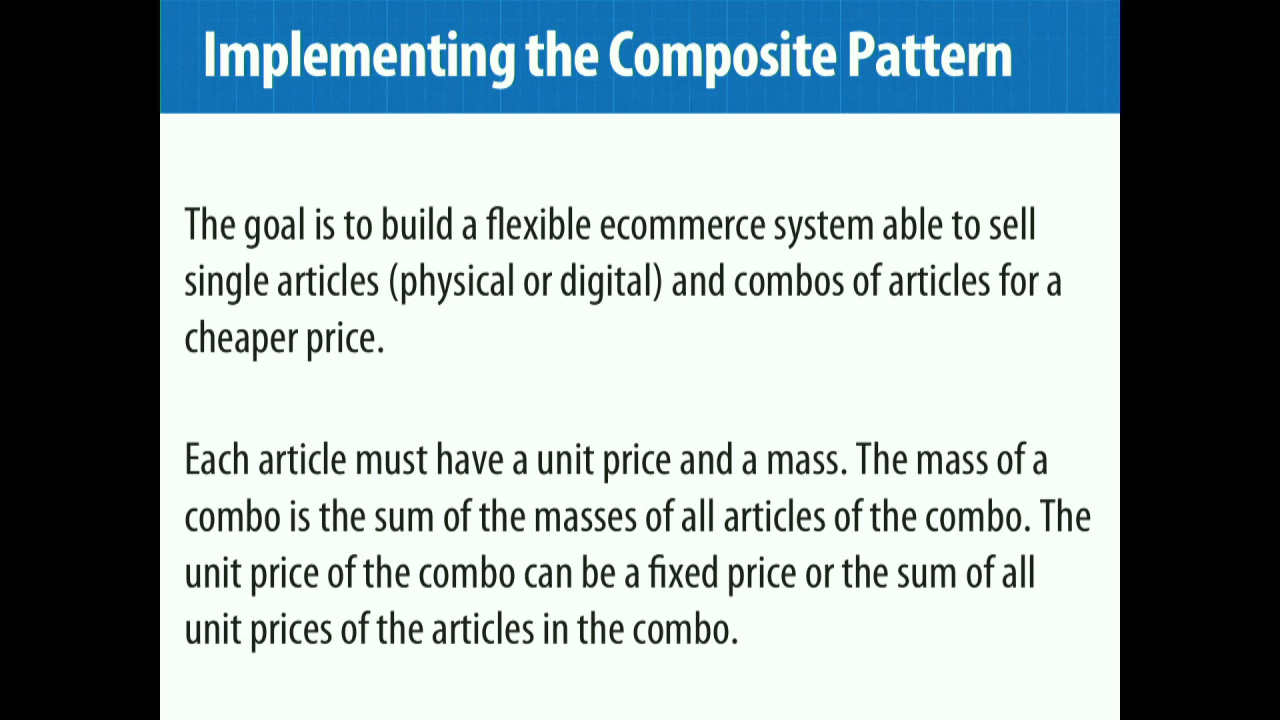 Implementing the Composite Pattern
The goal is to build a flexible ecommerce system able to sell
single articles (physical or digital) and combos of articles for a
cheaper price.
Each article must have a unit price and a mass. The mass of a
combo is the sum of the masses of all articles of the combo. The
unit price of the combo can be a fixed price or the sum of all
unit prices of the articles in the combo.